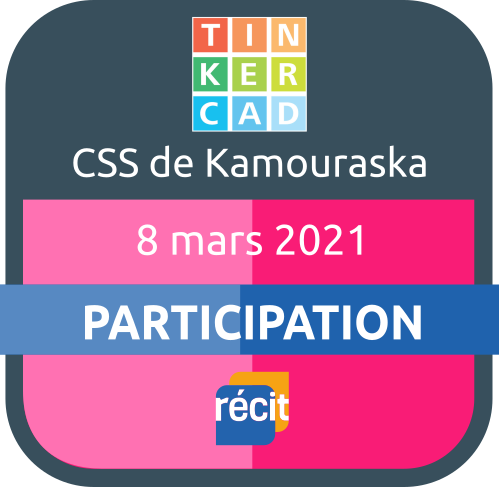 TIN
KER
CAD
CSS de Kamouraska
8 mars 2021
PARTICIPATION
récit